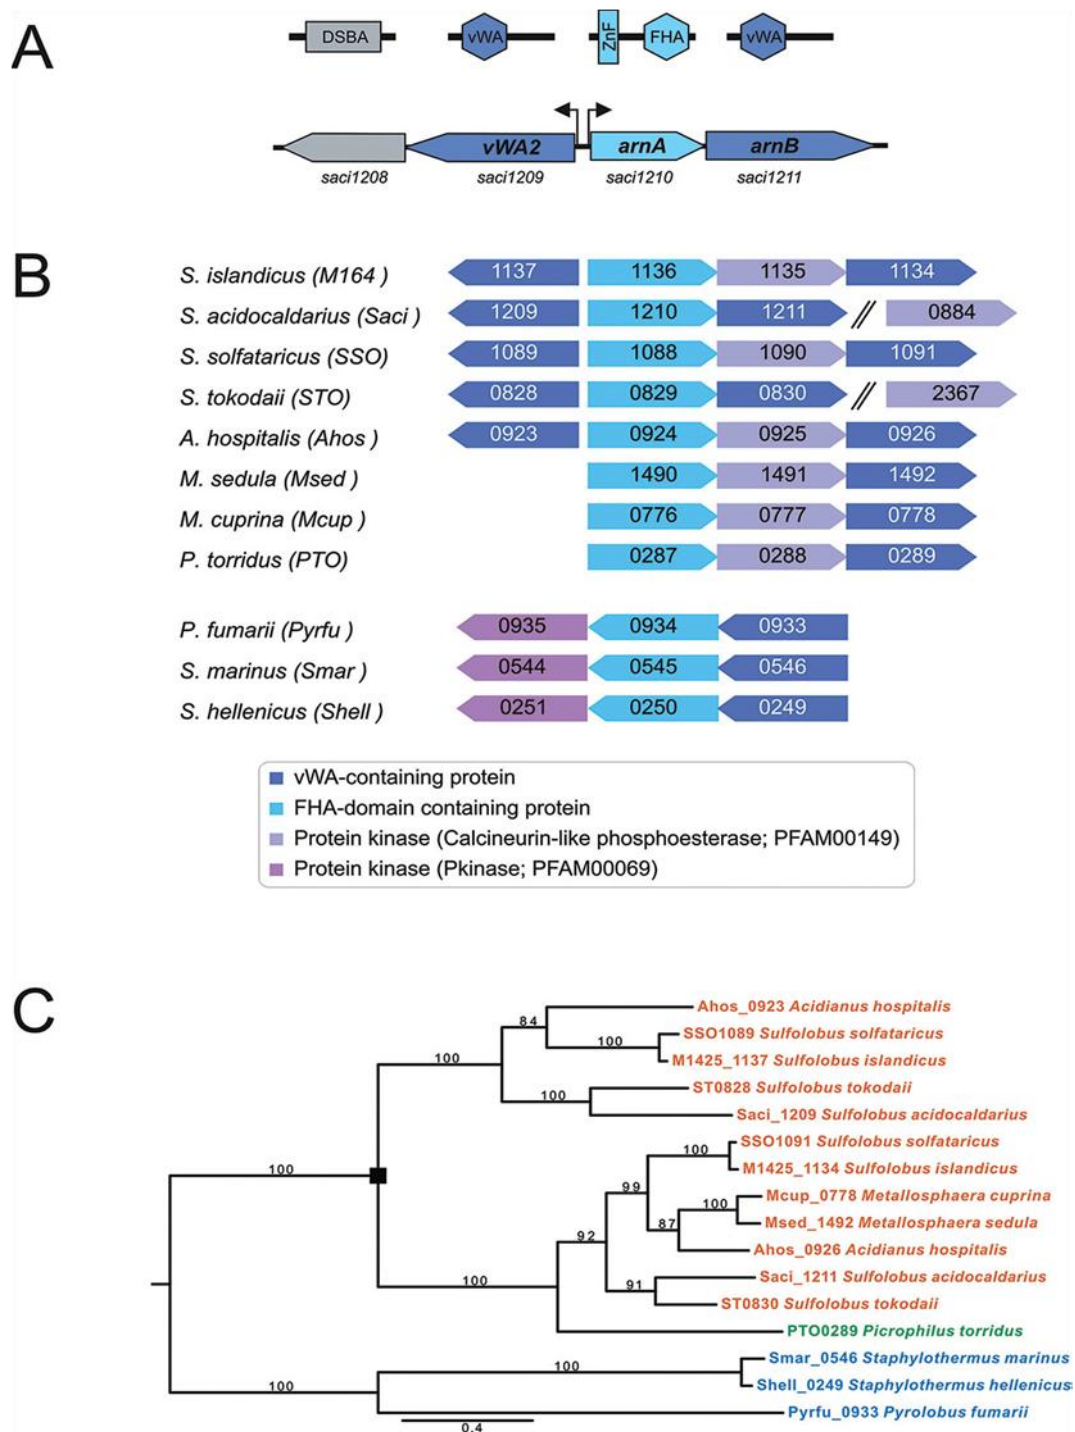 A
DSBA vWA ZnF FHA vWA
vWA2 arnA arnB
saci1208 saci1209 saci1210 saci1211
B
S. islandicus (M164 ) 1137 1136 1135 1134
S. acidocaldarius (Saci ) 1209 1210 1211 // 0884
S. solfataricus (SSO) 1089 1088 1090 1091
S. tokodaii (STO) 0828 0829 0830 // 2367
A. hospitalis (Ahos ) 0923 0924 0925 0926
M. sedula (Msed ) 1490 1491 1492
M. cuprina (Mcup ) 0776 0777 0778
P. torridus (PTO) 0287 0288 0289
P. fumarii (Pyrfu ) 0935 0934 0933
S. marinus (Smar ) 0544 0545 0546
S. hellenicus (Shell ) 0251 0250 0249
vWA-containing protein
FHA-domain containing protein
Protein kinase (Calcineurin-like phosphoesterase; PFAM00149)
Protein kinase (Pkinase; PFAM00069)
C
Ahos_0923 Acidianus hospitalis
84
SSO1089 Sulfolobus solfataricus
100
100
M1425_1137 Sulfolobus islandicus
ST0828 Sulfolobus tokodaii
100
Saci_1209 Sulfolobus acidocaldarius
SSO1091 Sulfolobus solfataricus
100
M1425_1134 Sulfolobus islandicus
100
99
Mcup_0778 Metallosphaera cuprina
100
Msed_1492 Metallosphaera sedula
87
92
Ahos_0926 Acidianus hospitalis
Saci_1211 Sulfolobus acidocaldarius
100
91
ST0830 Sulfolobus tokodaii
PTO0289 Picrophilus torridus
Smar_0546 Staphylothermus marinus
100
Shell_0249 Staphylothermus hellenicus
100
Pyrfu_0933 Pyrolobus fumarii
0.4